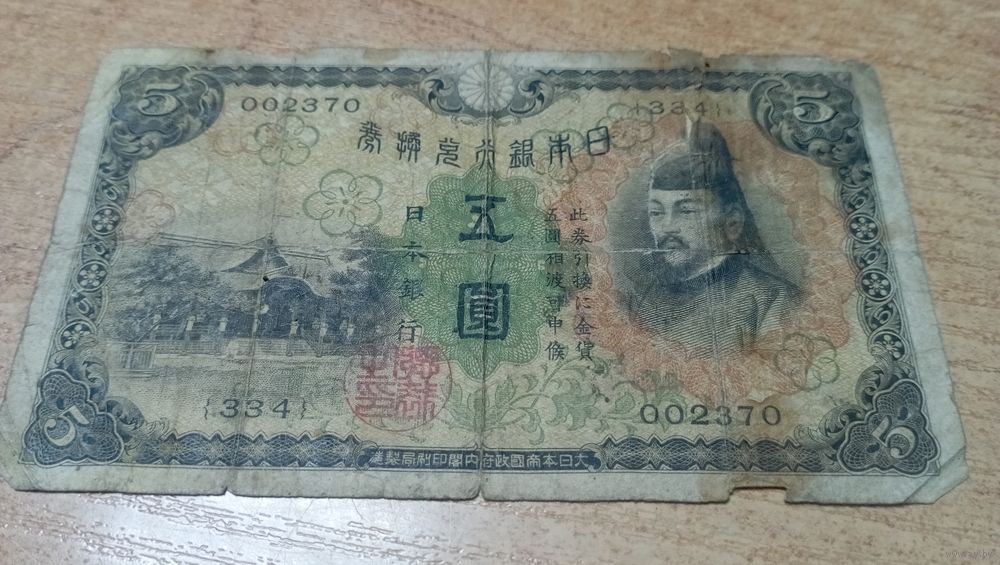 5
002370
{334}
5
日本銀行兌換券
此券引換に金貨
五圓相渡可申候
五圓
日本銀行
{334}
002370
5
5
大日本帝國政府内閣印刷局製造